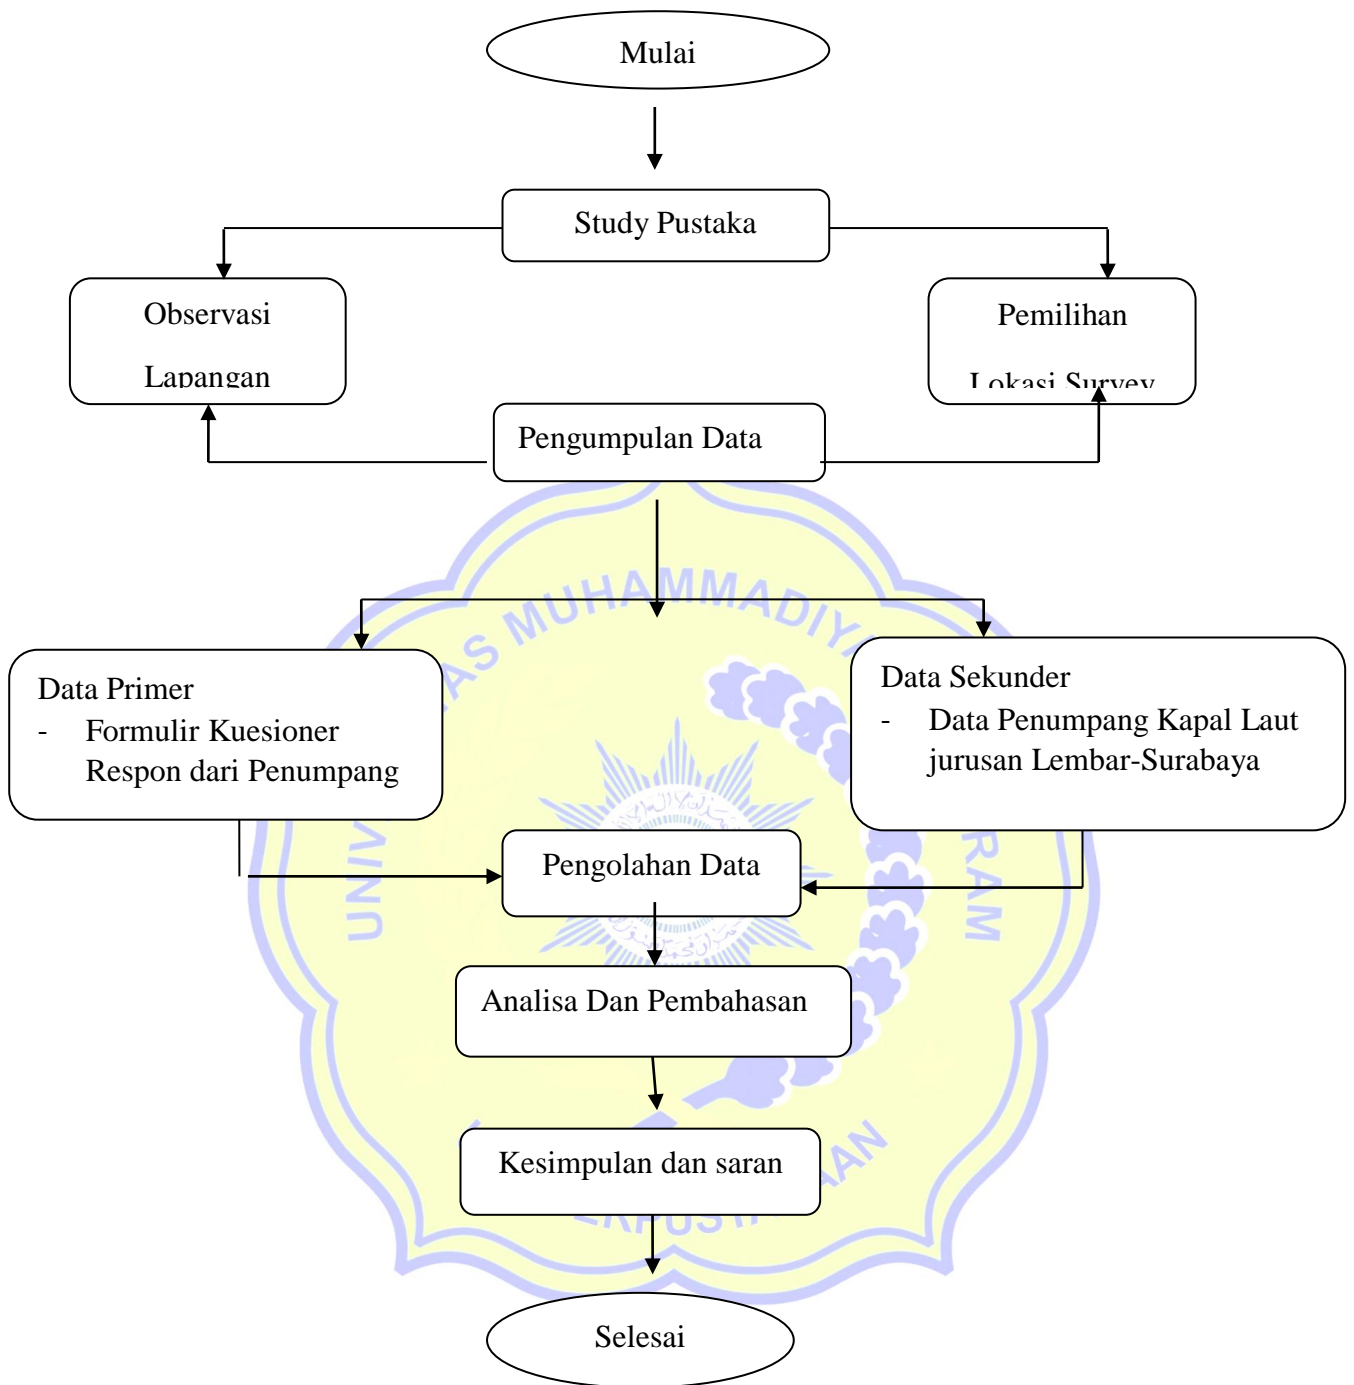 Mulai
Study Pustaka
Observasi
Lapangan
Pemilihan
Lokasi Survey
Pengumpulan Data
Data Primer
- Formulir Kuesioner
Respon dari Penumpang
Data Sekunder
- Data Penumpang Kapal Laut
jurusan Lembar-Surabaya
Pengolahan Data
Analisa Dan Pembahasan
Kesimpulan dan saran
Selesai
MUHAMMADIYA